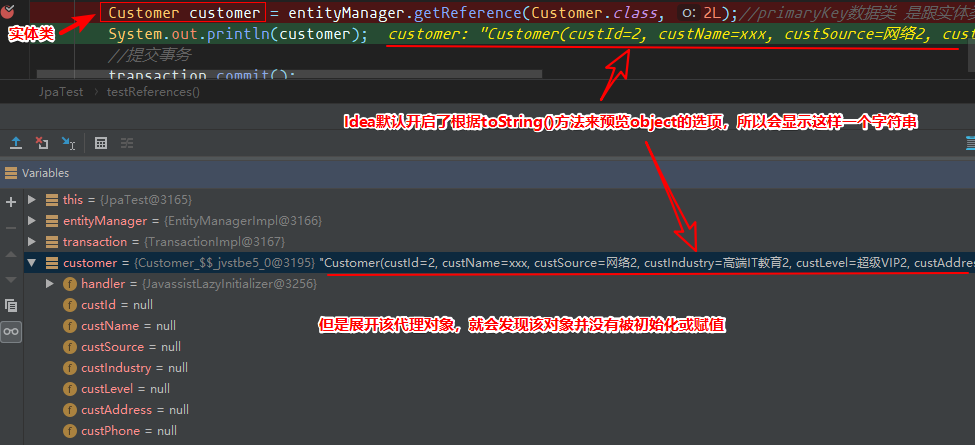 Customer customer = entityManager.getReference(Customer.class, o: 2L);//primaryKey数据类 是跟实体类
实体类
System.out.println(customer); customer: "Customer(custId=2, custName=xxx, custSource=网络2, cust
//提交事务
transaction.commit();
JpaTest › testReferences()
Idea默认开启了根据toString()方法来预览object的选项，所以会显示这样一个字符串
Variables
this = {JpaTest@3165}
entityManager = {EntityManagerImpl@3166}
transaction = {TransactionImpl@3167}
customer = {Customer_$$_jvstbe5_0@3195} "Customer(custId=2, custName=xxx, custSource=网络2, custIndustry=高端IT教育2, custLevel=超级VIP2, custAddres
handler = {JavassistLazyInitializer@3256}
custId = null
custName = null
但是展开该代理对象，就会发现该对象并没有被初始化或赋值
custSource = null
custIndustry = null
custLevel = null
custAddress = null
custPhone = null